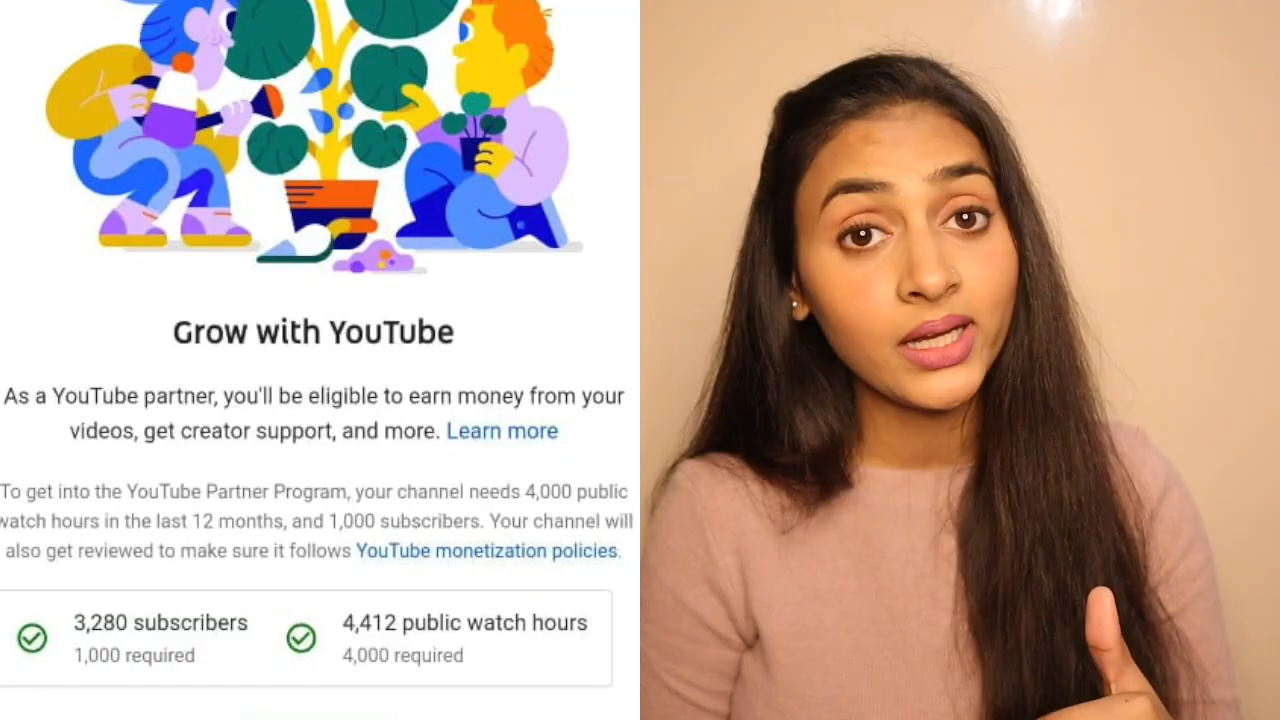 Grow with YouTube
As a YouTube partner, you'll be eligible to earn money from your
videos, get creator support, and more. Learn more
To get into the YouTube Partner Program, your channel needs 4,000 public
watch hours in the last 12 months, and 1,000 subscribers. Your channel will
also get reviewed to make sure it follows YouTube monetization policies.
3,280 subscribers
1,000 required
4,412 public watch hours
4,000 required